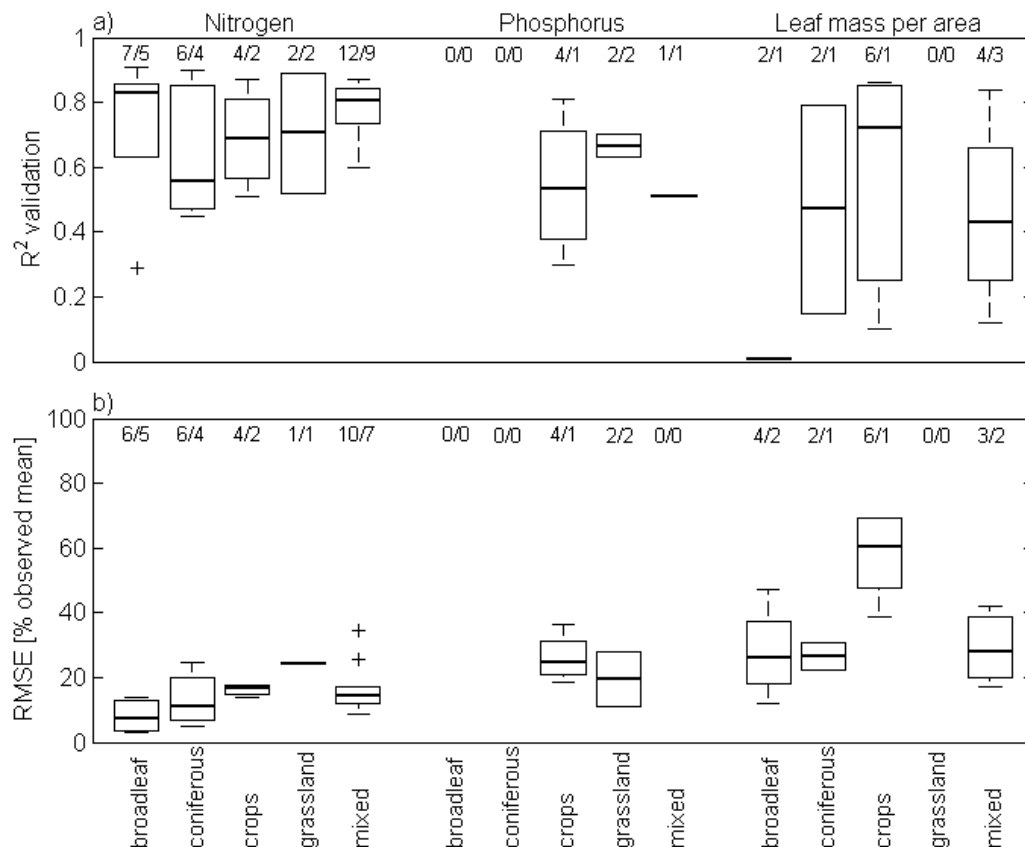 a) Nitrogen Phosphorus Leaf mass per area
1 7/5 6/4 4/2 2/2 12/9 0/0 0/0 4/1 2/2 1/1 2/1 2/1 6/1 0/0 4/3
0.8
0.6
0.4
0.2
0
R² validation
b)
100 6/5 6/4 4/2 1/1 10/7 0/0 0/0 4/1 2/2 0/0 4/2 2/1 6/1 0/0 3/2
80
60
40
20
0
RMSE [% observed mean]
broadleaf coniferous crops grassland mixed broadleaf coniferous crops grassland mixed broadleaf coniferous crops grassland mixed